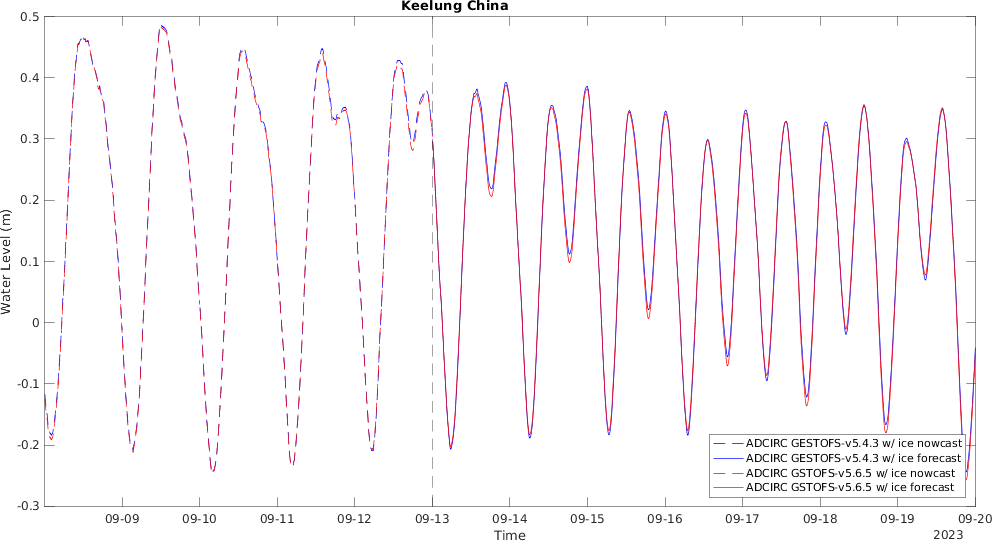 Keelung China
0.5
0.4
0.3
0.2
0.1
0
-0.1
-0.2
-0.3
Water Level (m)
ADCIRC GESTOFS-v5.4.3 w/ ice nowcast
ADCIRC GESTOFS-v5.4.3 w/ ice forecast
ADCIRC GSTOFS-v5.6.5 w/ ice nowcast
ADCIRC GSTOFS-v5.6.5 w/ ice forecast
09-09 09-10 09-11 09-12 09-13 09-14 09-15 09-16 09-17 09-18 09-19 09-20
Time
2023